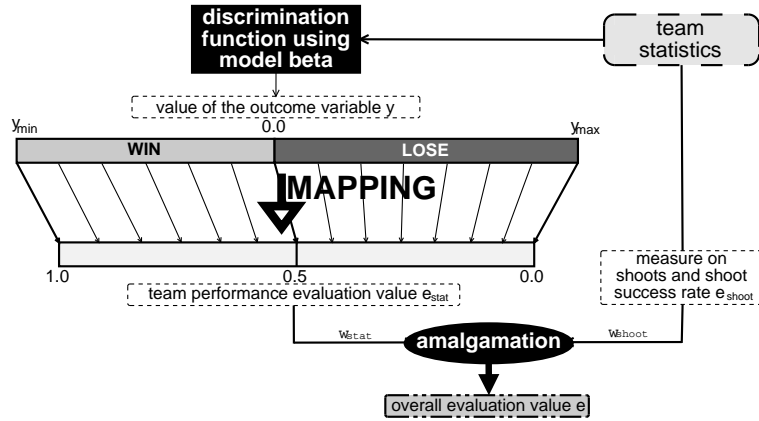 discrimination
function using
model beta
team
statistics
value of the outcome variable y
ymin
0.0
ymax
WIN
LOSE
MAPPING
1.0
0.5
0.0
measure on
shoots and shoot
success rate eshoot
team performance evaluation value estat
wstat
amalgamation
wshoot
overall evaluation value e